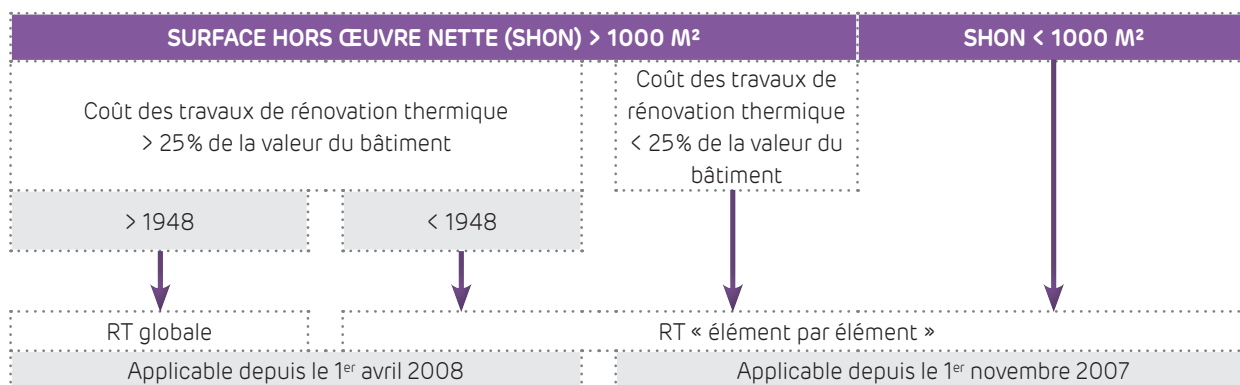 SURFACE HORS ŒUVRE NETTE (SHON) > 1000 M²
SHON < 1000 M²
Coût des travaux de rénovation thermique
> 25% de la valeur du bâtiment
Coût des travaux de
rénovation thermique
< 25% de la valeur du
bâtiment
> 1948
< 1948
RT globale
RT « élément par élément »
Applicable depuis le 1er avril 2008
Applicable depuis le 1er novembre 2007